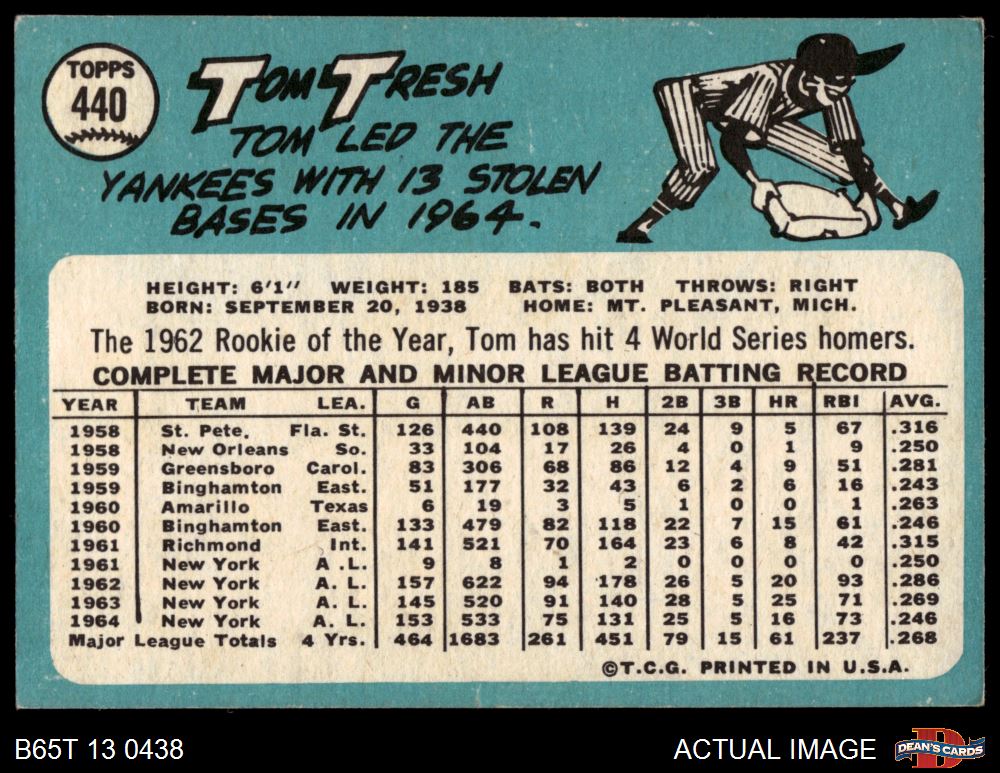 TOPPS
440
TOM TRESH
TOM LED THE
YANKEES WITH 13 STOLEN
BASES IN 1964.
HEIGHT: 6'1" WEIGHT: 185 BATS: BOTH THROWS: RIGHT
BORN: SEPTEMBER 20, 1938 HOME: MT. PLEASANT, MICH.
The 1962 Rookie of the Year, Tom has hit 4 World Series homers.
COMPLETE MAJOR AND MINOR LEAGUE BATTING RECORD
YEAR TEAM LEA. G AB R H 2B 3B HR RBI AVG.
1958 St. Pete. Fla. St. 126 440 108 139 24 9 5 67 .316
1958 New Orleans So. 33 104 17 26 4 0 1 9 .250
1959 Greensboro Carol. 83 306 68 86 12 4 9 51 .281
1959 Binghamton East. 51 177 32 43 6 2 6 16 .243
1960 Amarillo Texas 6 19 3 5 1 0 0 1 .263
1960 Binghamton East. 133 479 82 118 22 7 15 61 .246
1961 Richmond Int. 141 521 70 164 23 6 8 42 .315
1961 New York A .L. 9 8 1 2 0 0 0 0 .250
1962 New York A. L. 157 622 94 178 26 5 20 93 .286
1963 New York A. L. 145 520 91 140 28 5 25 71 .269
1964 New York A. L. 153 533 75 131 25 5 16 73 .246
Major League Totals 4 Yrs. 464 1683 261 451 79 15 61 237 .268
©T.C.G. PRINTED IN U.S.A.
B65T 13 0438
ACTUAL IMAGE
D
DEAN'S CARDS